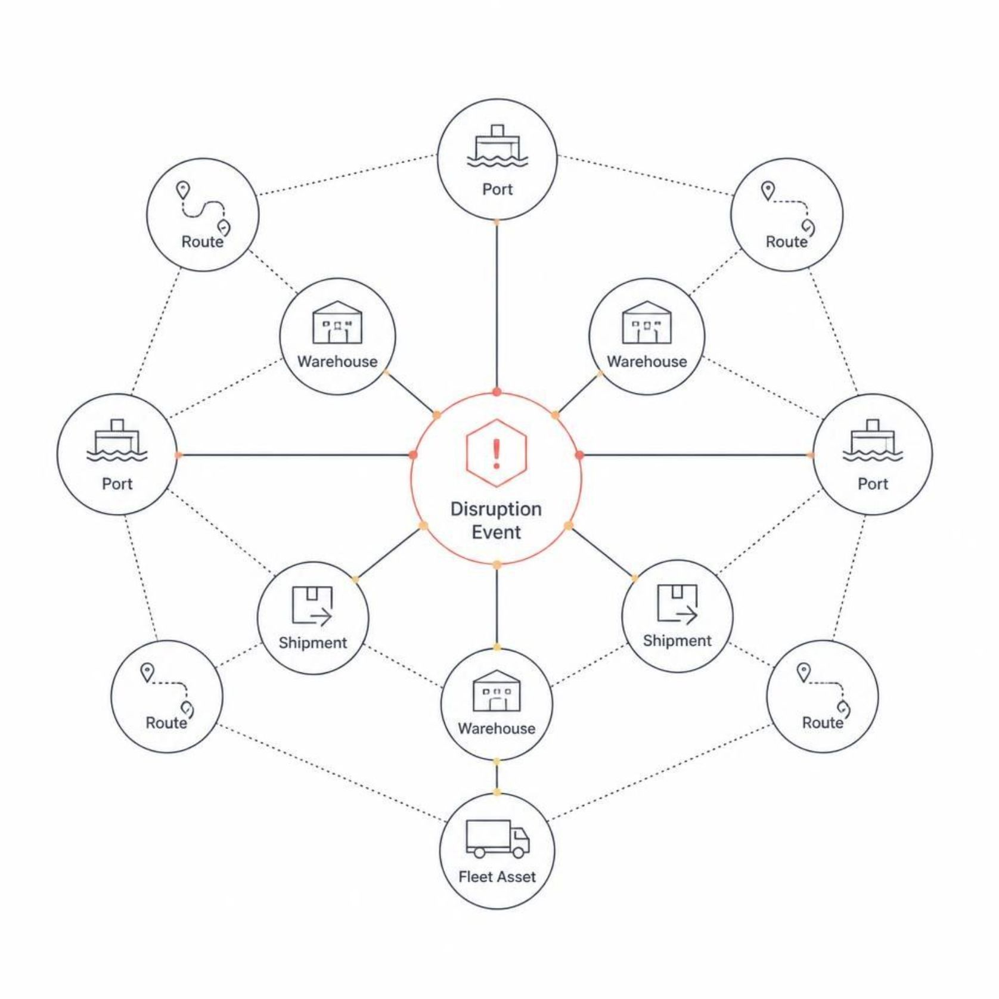 Port
Route
Route
Warehouse
Warehouse
Port
!
Disruption
Event
Port
Shipment
Shipment
Route
Warehouse
Route
Fleet Asset